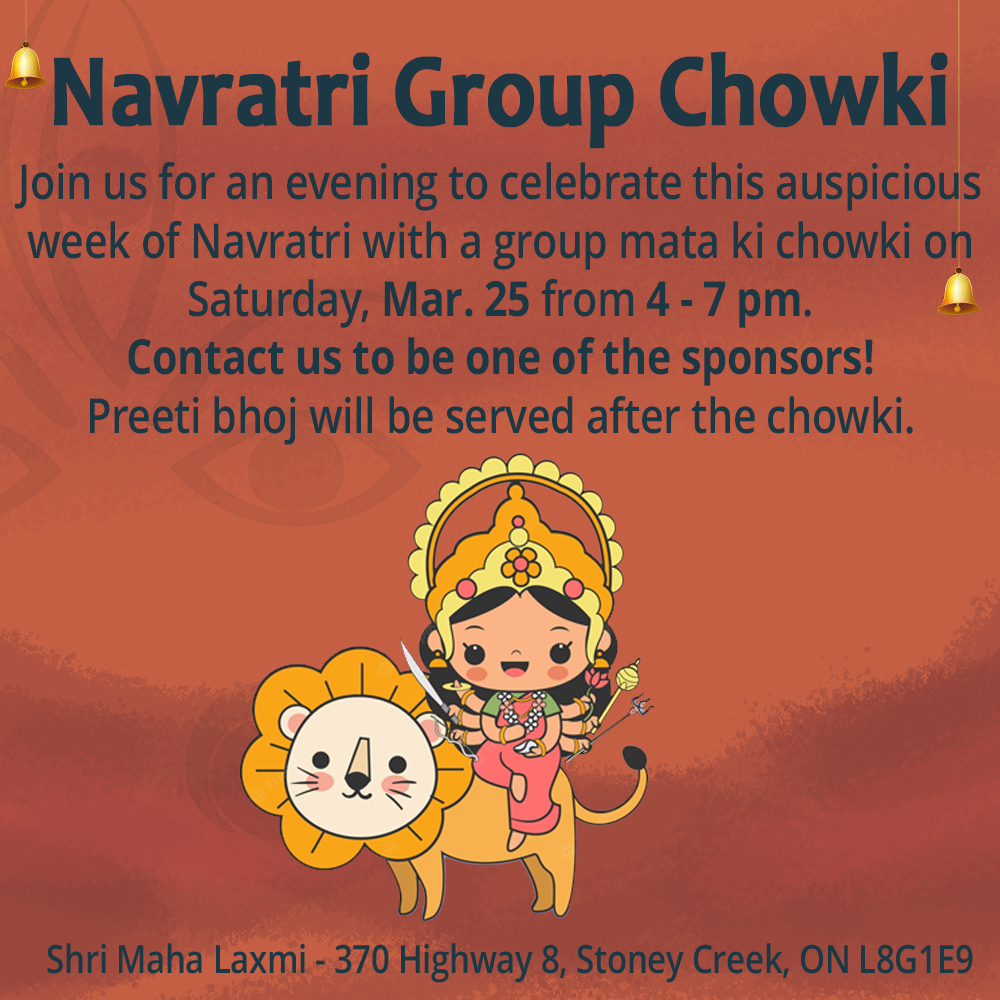 Navratri Group Chowki
Join us for an evening to celebrate this auspicious
week of Navratri with a group mata ki chowki on
Saturday, Mar. 25 from 4 - 7 pm.
Contact us to be one of the sponsors!
Preeti bhoj will be served after the chowki.
Shri Maha Laxmi - 370 Highway 8, Stoney Creek, ON L8G1E9